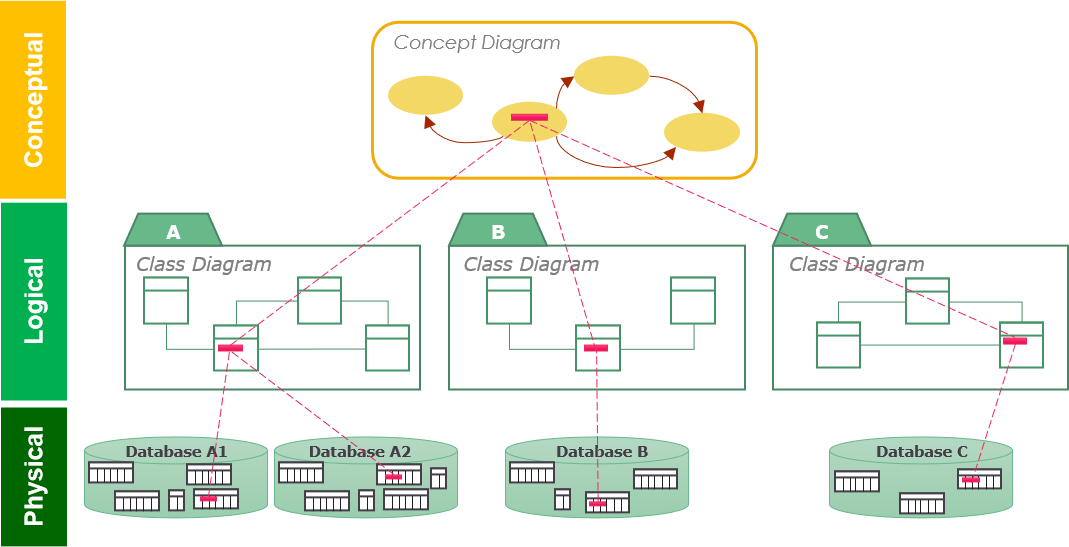 Conceptual
Concept Diagram
Logical
A
Class Diagram
B
Class Diagram
C
Class Diagram
Physical
Database A1
Database A2
Database B
Database C